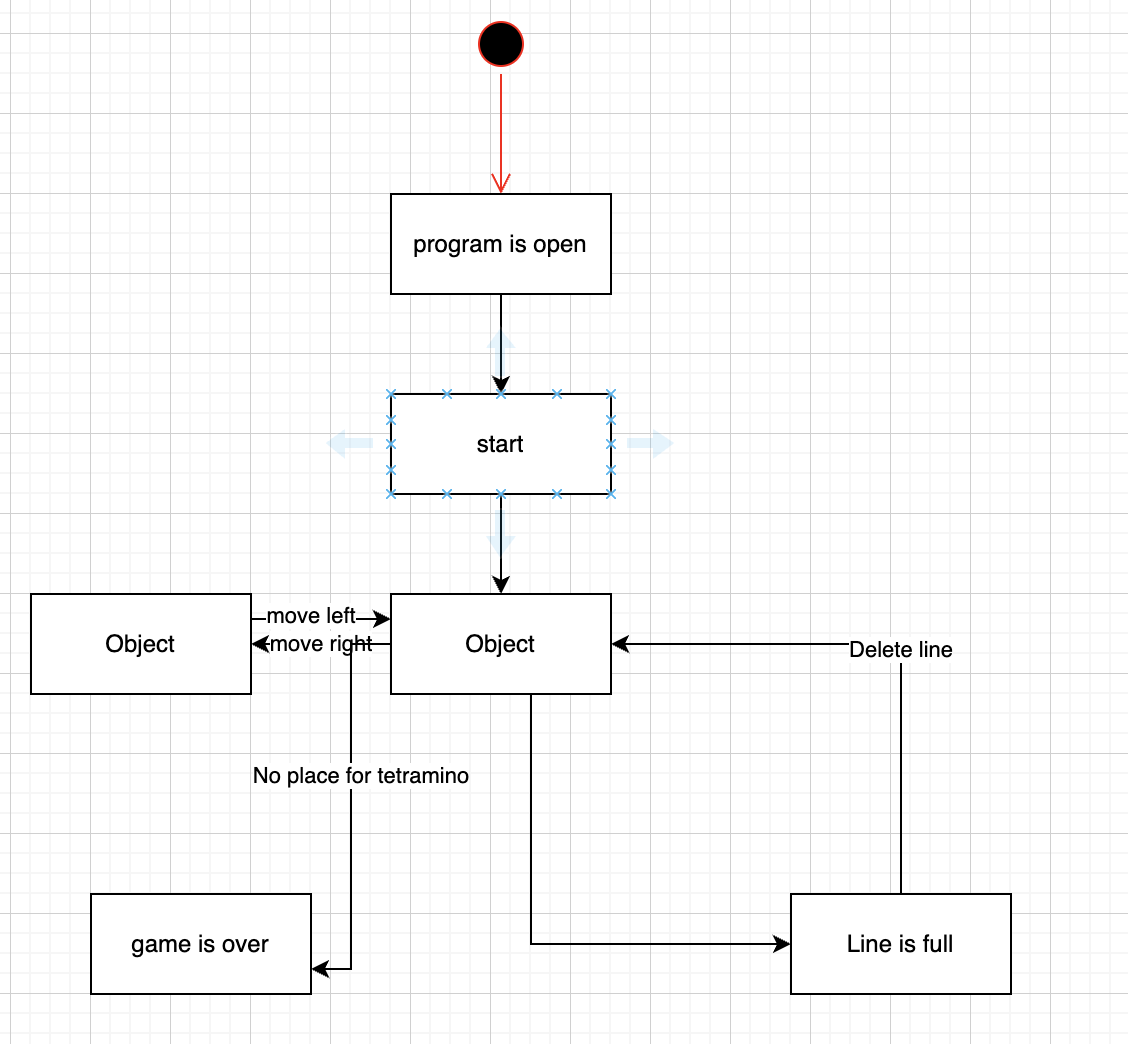 program is open
start
move left
Object
move right
Object
Delete line
No place for tetramino
game is over
Line is full